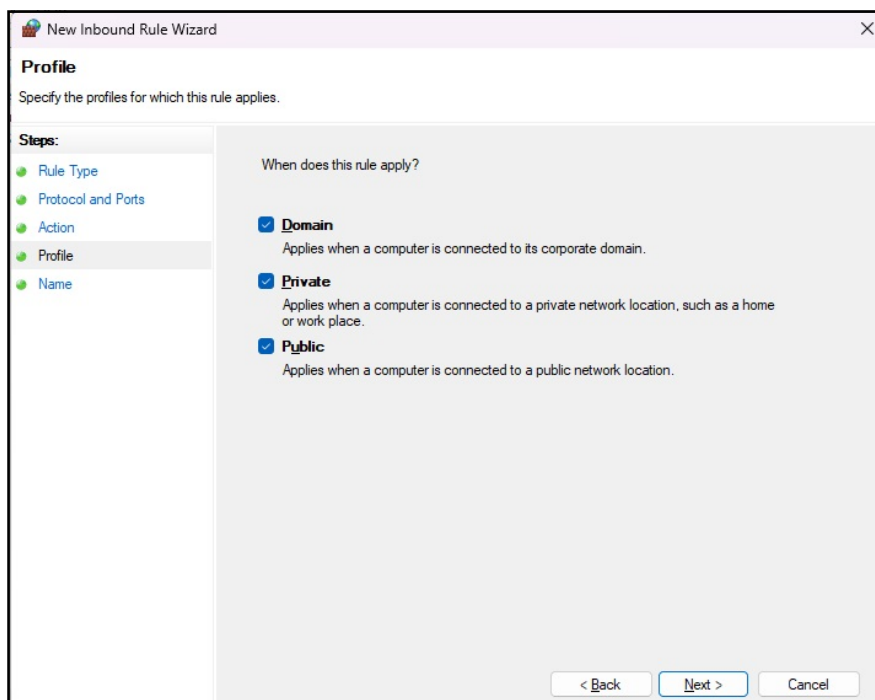 New Inbound Rule Wizard
Profile
Specify the profiles for which this rule applies.
Steps:
Rule Type
Protocol and Ports
Action
Profile
Name
When does this rule apply?
Domain
Applies when a computer is connected to its corporate domain.
Private
Applies when a computer is connected to a private network location, such as a home
or work place.
Public
Applies when a computer is connected to a public network location.
< Back
Next >
Cancel